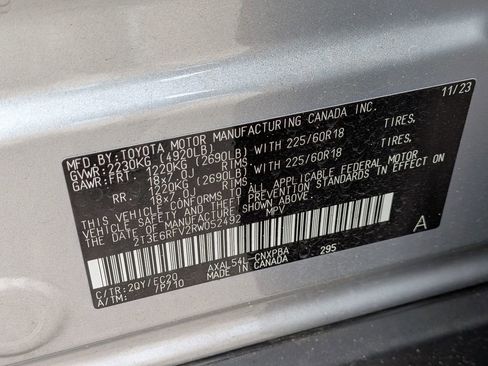 MFD.BY:TOYOTA MOTOR MANUFACTURING CANADA INC. 11/23
GVWR:2230KG (4920LB)
GAWR:FRT. 1220KG (2690LB) WITH 225/60R18 TIRES.
18x7.0J RIMS
RR. 1220KG (2690LB) WITH 225/60R18 TIRES.
18x7.0J RIMS
THIS VEHICLE CONFORMS TO ALL APPLICABLE FEDERAL MOTOR
VEHICLE SAFETY AND THEFT PREVENTION STANDARDS IN EFFECT ON
THE DATE OF MANUFACTURE SHOWN ABOVE.
2T3E6RFV2RW052492 MPV
A
C/TR:2QY/EC20 AXAL54L-CNXPBA 295
A/TM: /P710 MADE IN CANADA